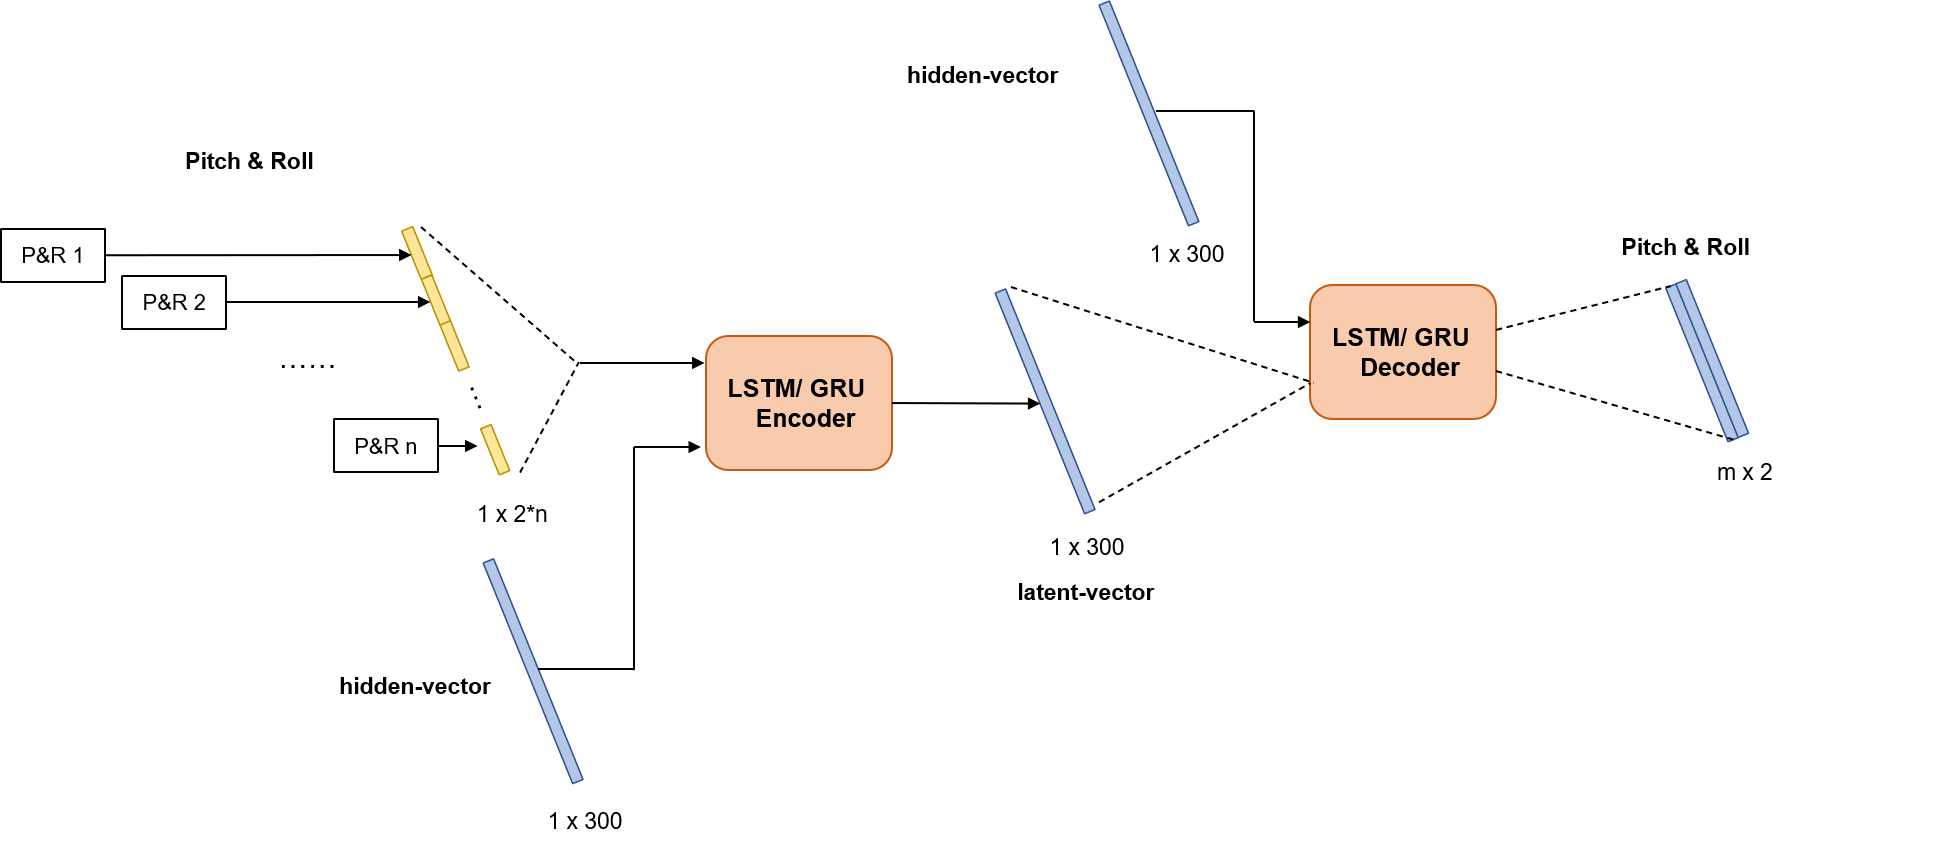 hidden-vector
Pitch & Roll
P&R 1
P&R 2
......
P&R n
1 x 2*n
LSTM/ GRU
Encoder
hidden-vector
1 x 300
1 x 300
LSTM/ GRU
Decoder
1 x 300
latent-vector
Pitch & Roll
m x 2